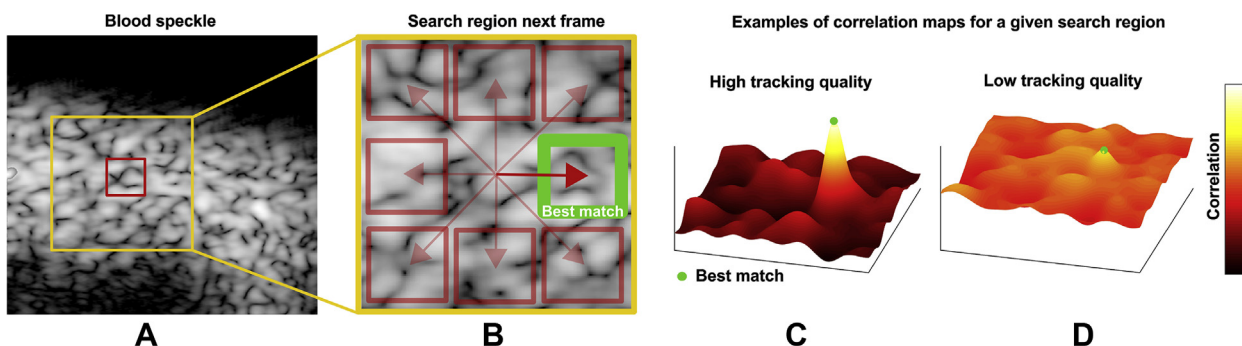 Blood speckle
Search region next frame
Examples of correlation maps for a given search region
High tracking quality
Low tracking quality
Best match
Best match
Correlation
A
B
C
D